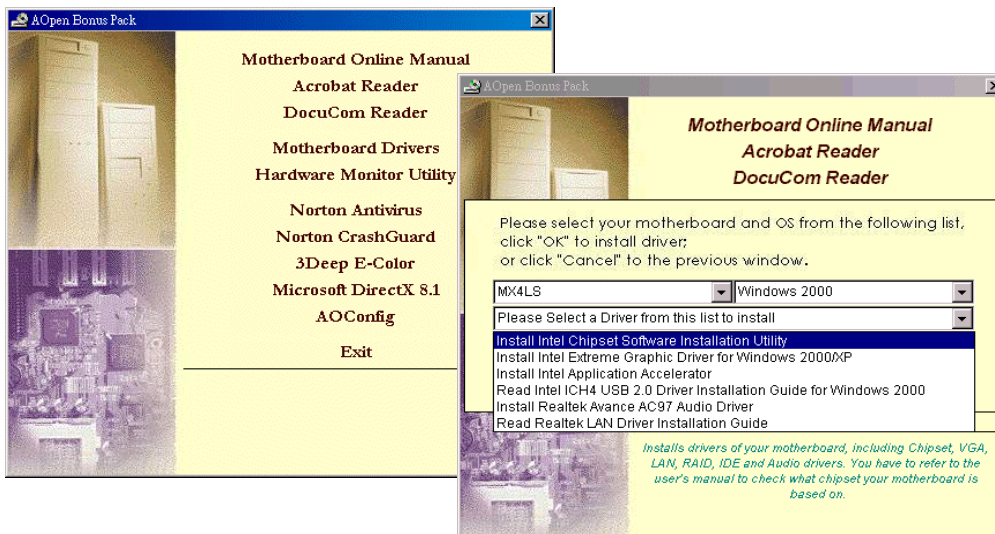 AOpen Bonus Pack
Motherboard Online Manual
Acrobat Reader
DocuCom Reader
Motherboard Drivers
Hardware Monitor Utility
Norton Antivirus
Norton CrashGuard
3Deep E-Color
Microsoft DirectX 8.1
AOConfig
Exit
AOpen Bonus Pack
Motherboard Online Manual
Acrobat Reader
DocuCom Reader
Please select your motherboard and OS from the following list,
click "OK" to install driver;
or click "Cancel" to the previous window.
MX4LS Windows 2000
Please Select a Driver from this list to install
Install Intel Chipset Software Installation Utility
Install Intel Extreme Graphic Driver for Windows 2000/XP
Install Intel Application Accelerator
Read Intel ICH4 USB 2.0 Driver Installation Guide for Windows 2000
Install Realtek Avance AC97 Audio Driver
Read Realtek LAN Driver Installation Guide
Installs drivers of your motherboard, including Chipset, VGA,
LAN, RAID, IDE and Audio drivers. You have to refer to the
user's manual to check what chipset your motherboard is
based on.